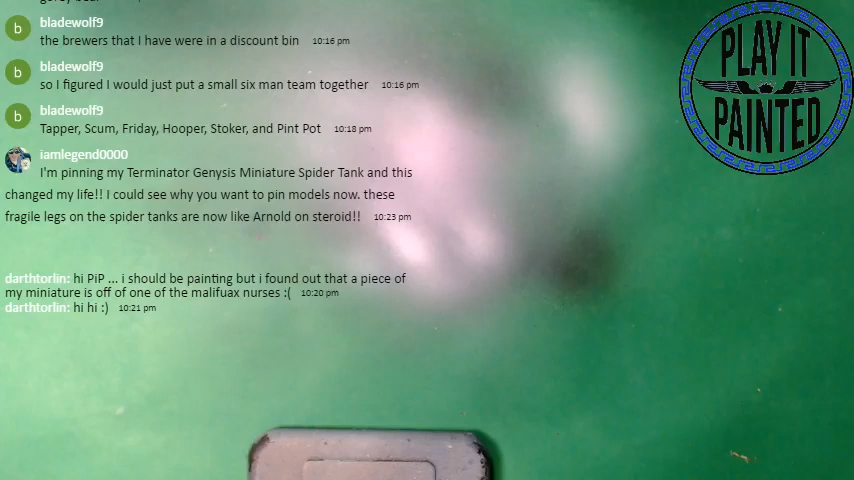 bladewolf9
the brewers that I have were in a discount bin 10:16 pm
bladewolf9
so I figured I would just put a small six man team together 10:16 pm
bladewolf9
Tapper, Scum, Friday, Hooper, Stoker, and Pint Pot 10:18 pm
iamlegend0000
I'm pinning my Terminator Genysis Miniature Spider Tank and this
changed my life!! I could see why you want to pin models now. these
fragile legs on the spider tanks are now like Arnold on steroid!! 10:23 pm
darthtorlin: hi PiP ... i should be painting but i found out that a piece of
my miniature is off of one of the malifuax nurses :( 10:20 pm
darthtorlin: hi hi :) 10:21 pm
b
b
b
PLAY IT
PAINTED